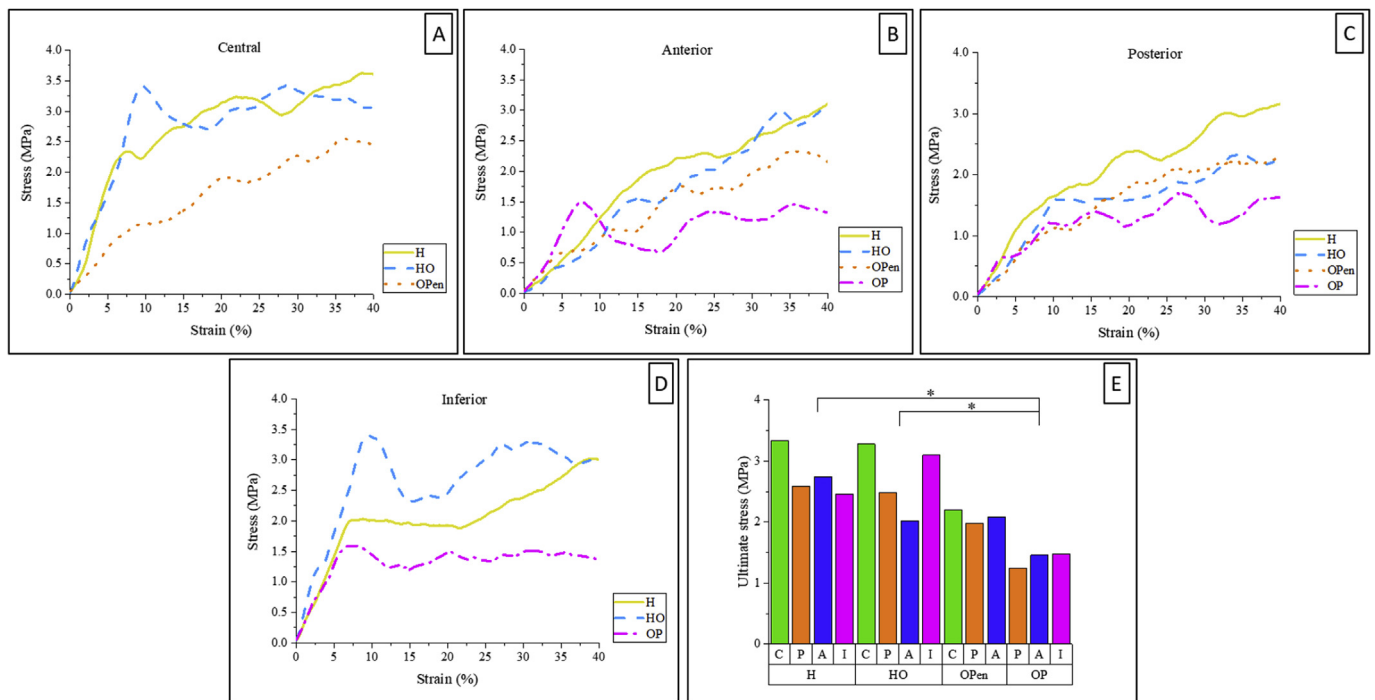 A
Central
Stress (MPa)
4.0
3.5
3.0
2.5
2.0
1.5
1.0
0.5
0.0
0 5 10 15 20 25 30 35 40
Strain (%)
H
HO
OPen
B
Anterior
Stress (MPa)
4.0
3.5
3.0
2.5
2.0
1.5
1.0
0.5
0.0
0 5 10 15 20 25 30 35 40
Strain (%)
H
HO
OPen
OP
C
Posterior
Stress (MPa)
4.0
3.0
2.0
1.0
0.0
0 5 10 15 20 25 30 35 40
Strain (%)
H
HO
OPen
OP
D
Inferior
Stress (MPa)
4.0
3.5
3.0
2.5
2.0
1.5
1.0
0.5
0.0
0 5 10 15 20 25 30 35 40
Strain (%)
H
HO
OP
E
*
*
Ultimate stress (MPa)
4
3
2
1
0
C P A I C P A I C P A P A I
H HO OPen OP